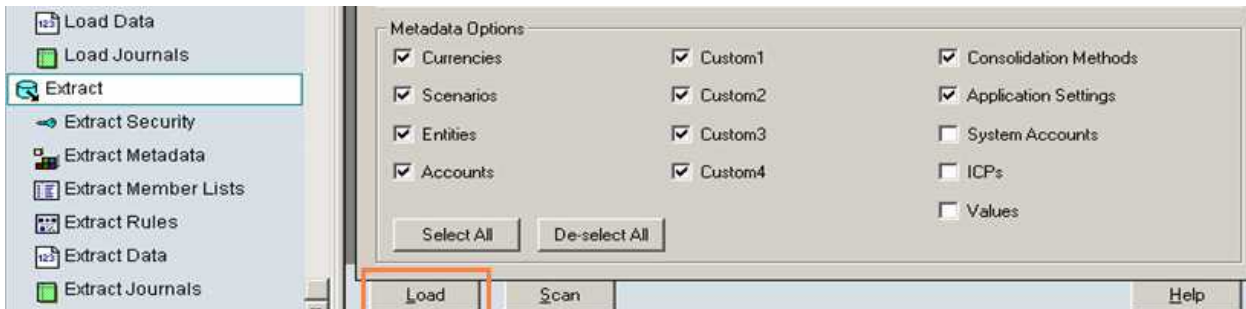 Load Data
Load Journals
Extract
Extract Security
Extract Metadata
Extract Member Lists
Extract Rules
Extract Data
Extract Journals
Metadata Options
Currencies
Custom1
Consolidation Methods
Scenarios
Custom2
Application Settings
Entities
Custom3
System Accounts
Accounts
Custom4
ICPs
Values
Select All
De-select All
Load
Scan
Help